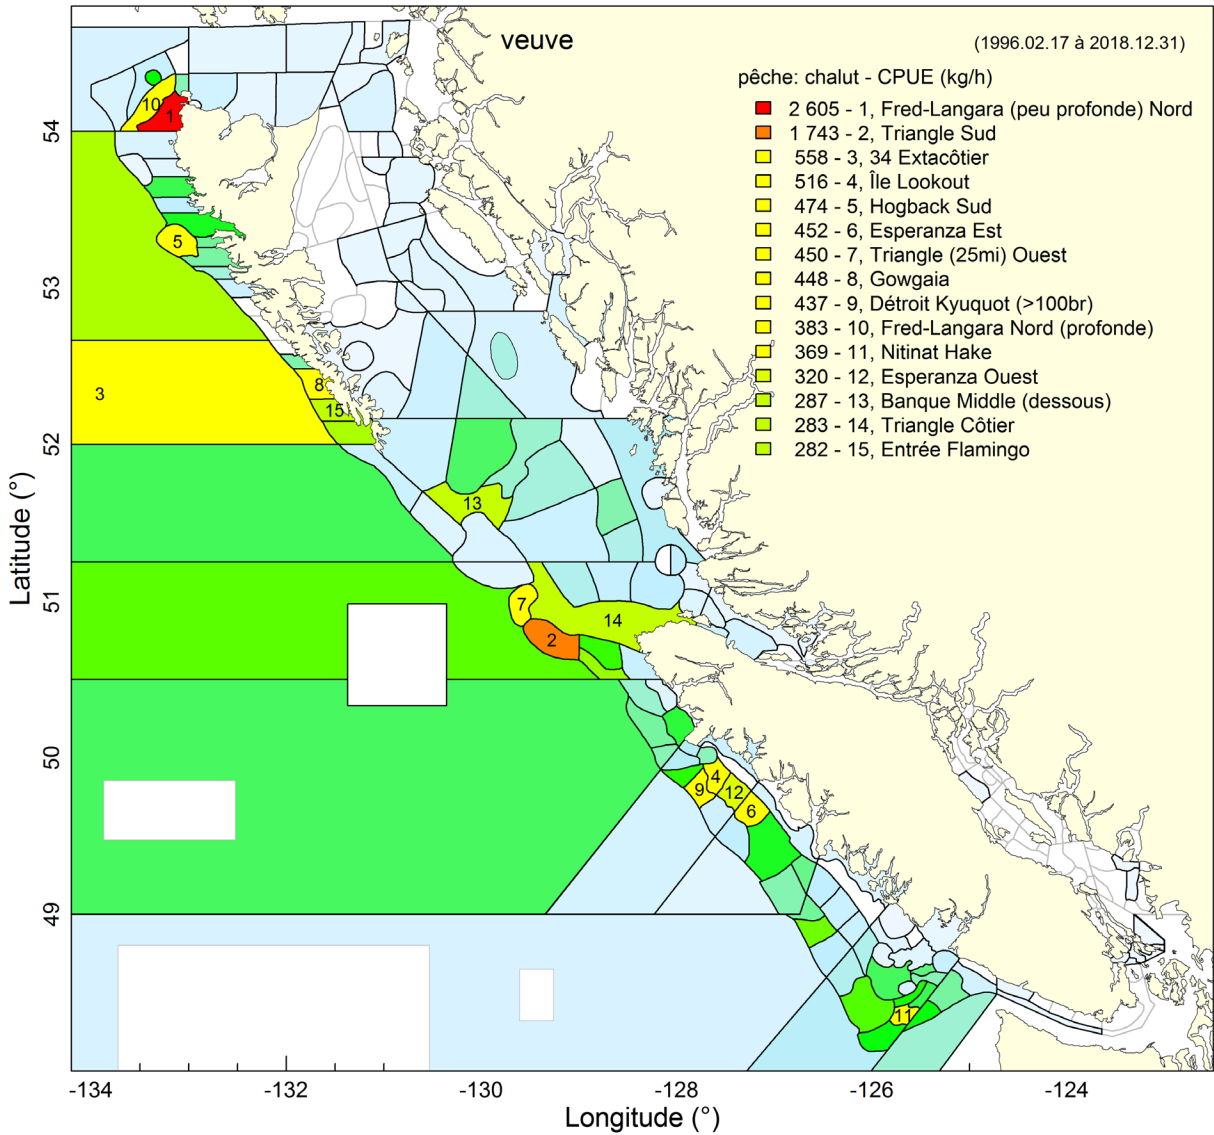 veuve
(1996.02.17 à 2018.12.31)
pêche: chalut - CPUE (kg/h)
2 605 - 1, Fred-Langara (peu profonde) Nord
1 743 - 2, Triangle Sud
558 - 3, 34 Extacôtier
516 - 4, Île Lookout
474 - 5, Hogback Sud
452 - 6, Esperanza Est
450 - 7, Triangle (25mi) Ouest
448 - 8, Gowgaia
437 - 9, Détroit Kyuquot (>100br)
383 - 10, Fred-Langara Nord (profonde)
369 - 11, Nitinat Hake
320 - 12, Esperanza Ouest
287 - 13, Banque Middle (dessous)
283 - 14, Triangle Côtier
282 - 15, Entrée Flamingo
10
1
5
3
8
15
13
7
2
14
4
9
12
6
11
54
53
52
51
50
49
Latitude (°)
-134
-132
-130
-128
-126
-124
Longitude (°)